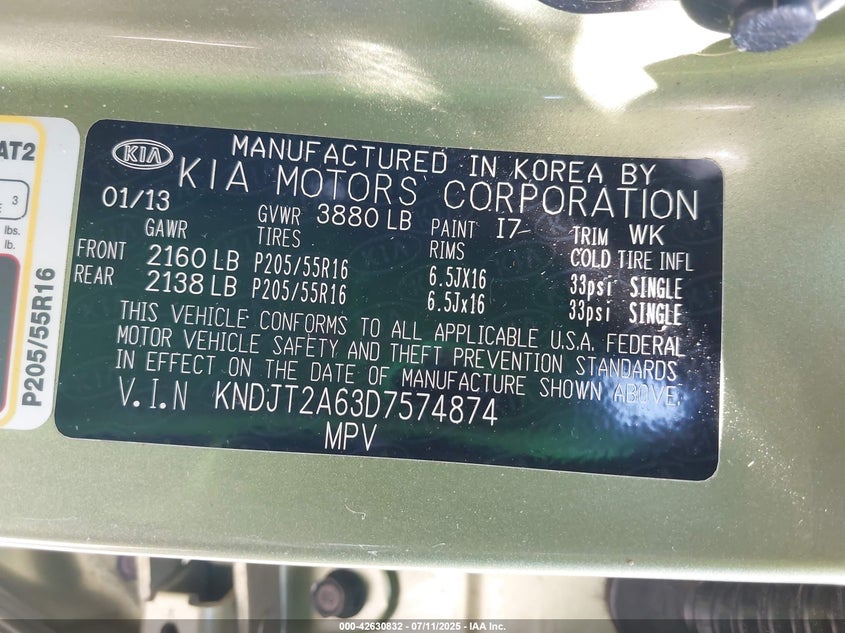 AT2
3
E
lbs.
lb.
P205/55R16
KIA
MANUFACTURED IN KOREA BY
KIA MOTORS CORPORATION
01/13
GVWR 3880 LB PAINT I7 TRIM WK
GAWR TIRES RIMS COLD TIRE INFL
FRONT 2160 LB P205/55R16 6.5JX16 33psi SINGLE
REAR 2138 LB P205/55R16 6.5Jx16 33psi SINGLE
THIS VEHICLE CONFORMS TO ALL APPLICABLE U.S.A. FEDERAL
MOTOR VEHICLE SAFETY AND THEFT PREVENTION STANDARDS
IN EFFECT ON THE DATE OF MANUFACTURE SHOWN ABOVE.
V.I.N KNDJT2A63D7574874
MPV
000-42630832 - 07/11/2025 - IAA Inc.